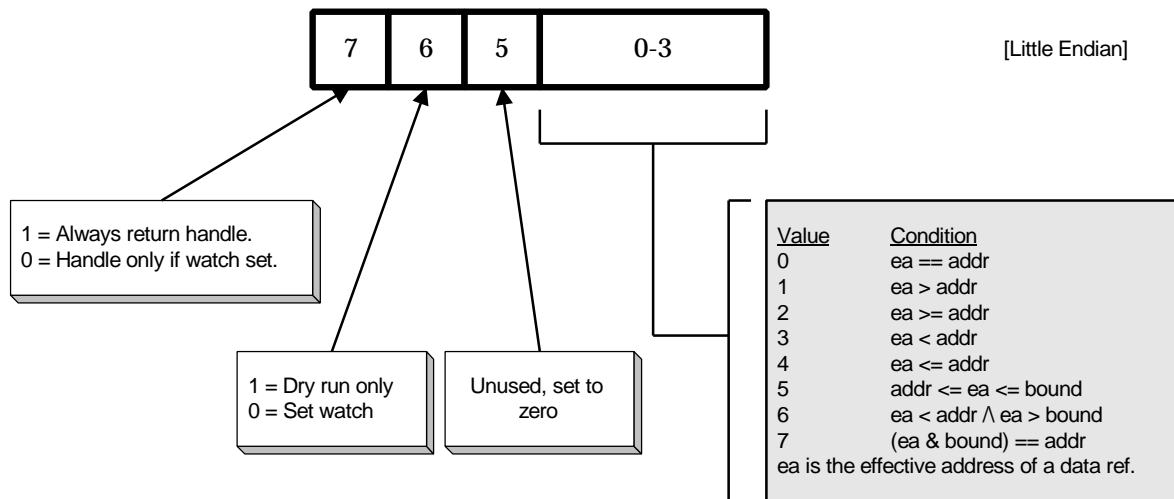 7 6 5 0-3 [Little Endian]
1 = Always return handle.
0 = Handle only if watch set.
1 = Dry run only
0 = Set watch
Unused, set to
zero
Value Condition
0 ea == addr
1 ea > addr
2 ea >= addr
3 ea < addr
4 ea <= addr
5 addr <= ea <= bound
6 ea < addr /\ ea > bound
7 (ea & bound) == addr
ea is the effective address of a data ref.